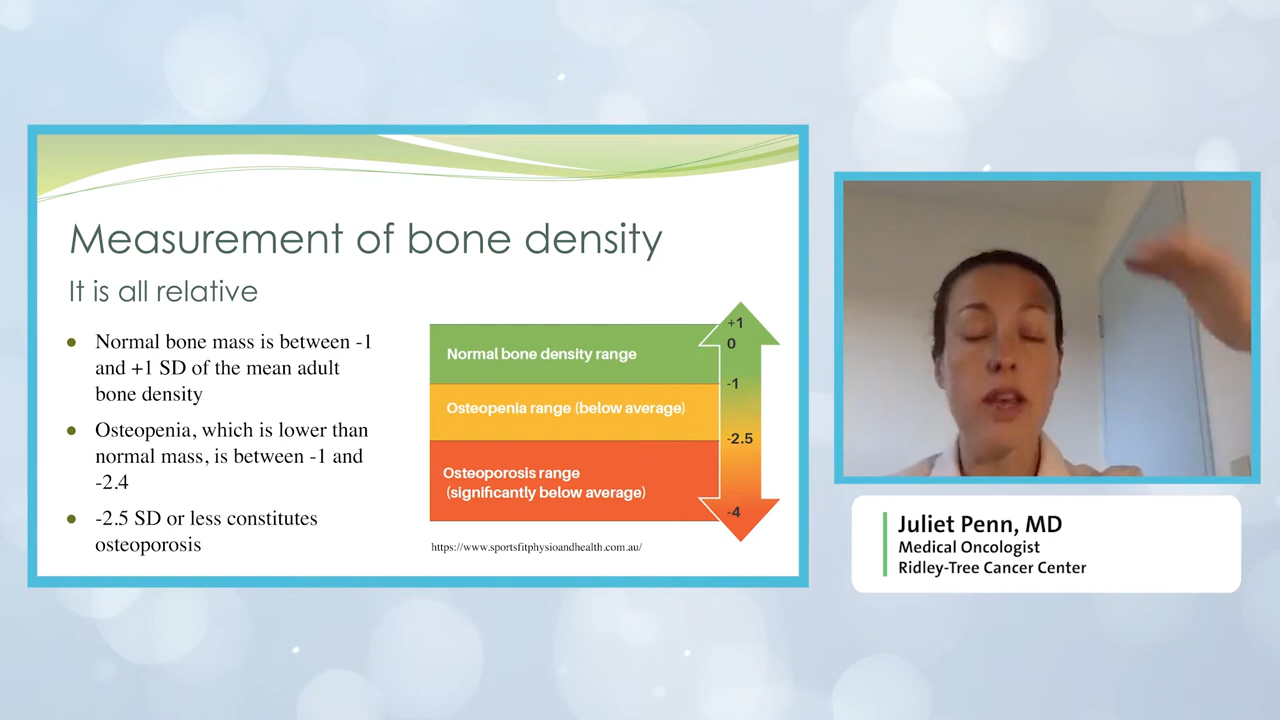 Measurement of bone density
It is all relative
● Normal bone mass is between -1
and +1 SD of the mean adult
bone density
● Osteopenia, which is lower than
normal mass, is between -1 and
-2.4
● -2.5 SD or less constitutes
osteoporosis
Normal bone density range
Osteopenia range (below average)
Osteoporosis range
(significantly below average)
+1
0
-1
-2.5
-4
https://www.sportsfitphysioandhealth.com.au/
Juliet Penn, MD
Medical Oncologist
Ridley-Tree Cancer Center